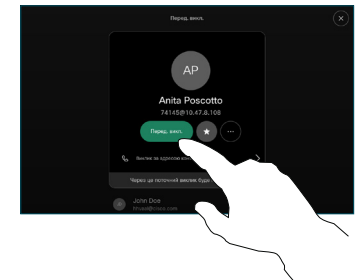 Перед. викл.
AP
Anita Poscotto
74145@10.47.8.108
Перед. викл.
Виклик за адресою
Через це поточний виклик буде
John Doe